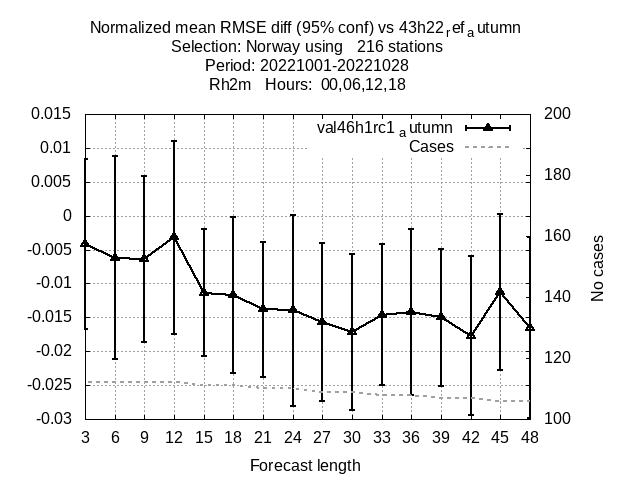 Normalized mean RMSE diff (95% conf) vs 43h22ref autumn
Selection: Norway using   216 stations
Period: 20221001-20221028
Rh2m   Hours:  00,06,12,18
0.015
0.01
0.005
0
-0.005
-0.01
-0.015
-0.02
-0.025
-0.03
200
180
160
140
120
100
val46h1rc1autumn
Cases
No cases
3 6 9 12 15 18 21 24 27 30 33 36 39 42 45 48
Forecast length